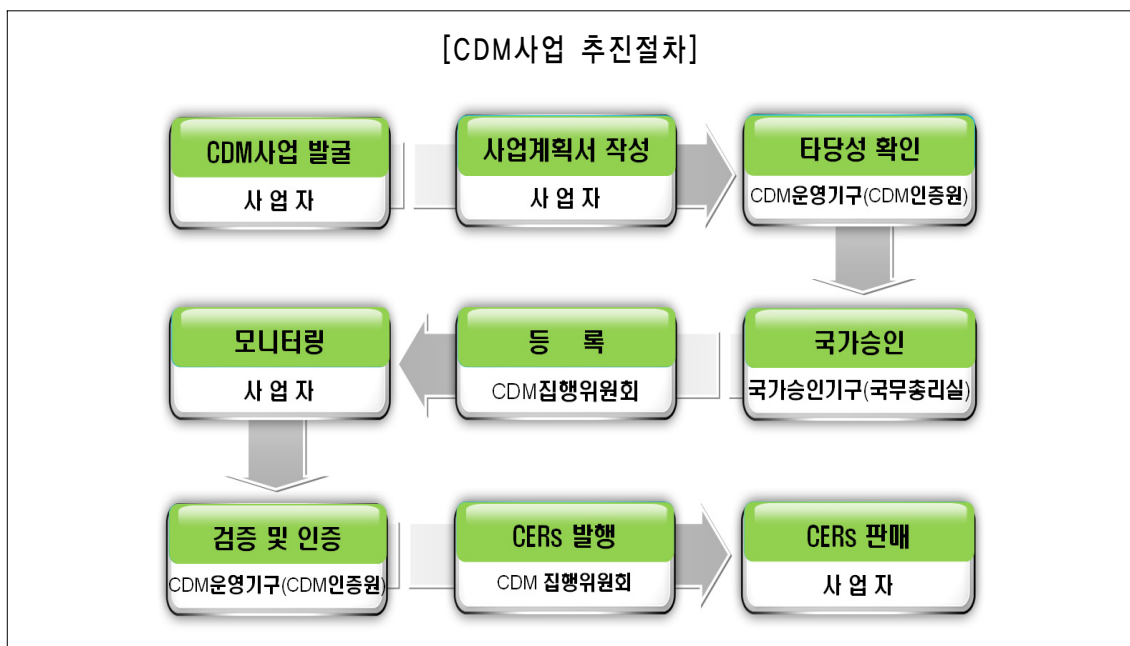 [CDM사업 추진절차]
CDM사업 발굴
사 업 자
사업계획서 작성
사 업 자
타당성 확인
CDM운영기구(CDM인증원)
국가승인
국가승인기구(국무총리실)
등 록
CDM집행위원회
모니터링
사 업 자
검증 및 인증
CDM운영기구(CDM인증원)
CERs 발행
CDM 집행위원회
CERs 판매
사 업 자